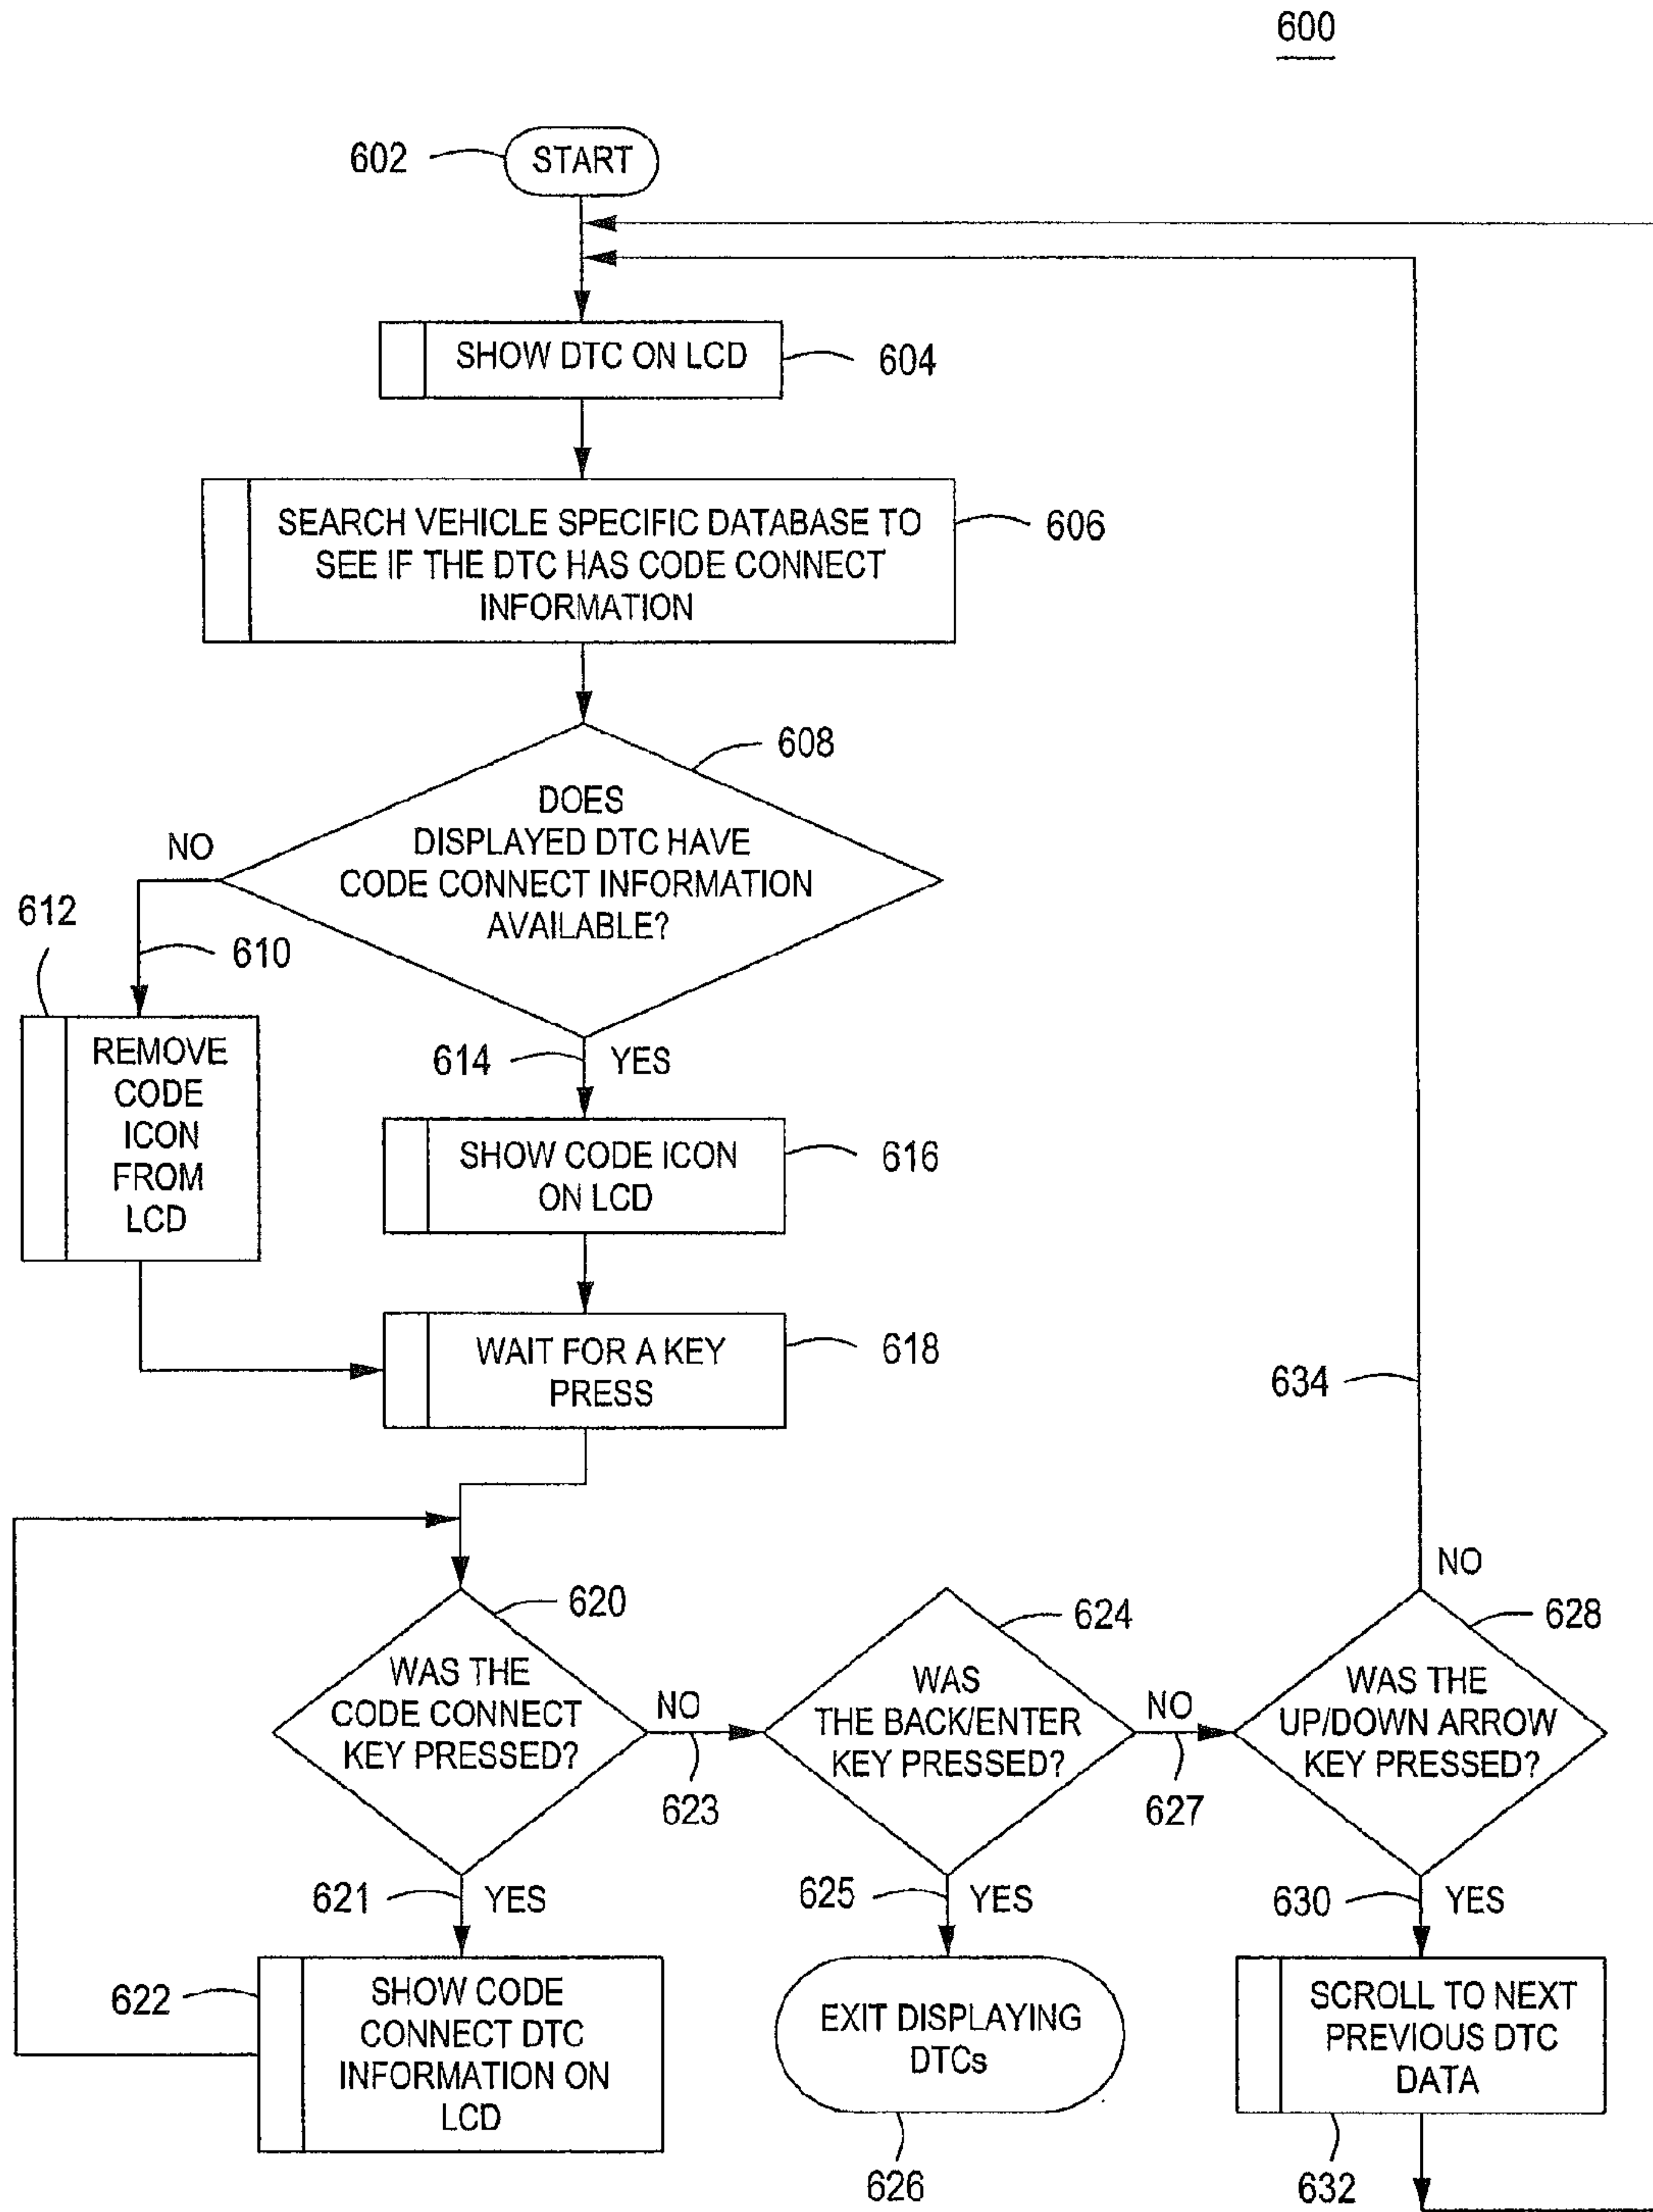 600
602
START
SHOW DTC ON LCD
604
SEARCH VEHICLE SPECIFIC DATABASE TO
SEE IF THE DTC HAS CODE CONNECT
INFORMATION
606
608
DOES
DISPLAYED DTC HAVE
CODE CONNECT INFORMATION
AVAILABLE?
NO
610
612
REMOVE
CODE
ICON
FROM
LCD
614
YES
SHOW CODE ICON
ON LCD
616
WAIT FOR A KEY
PRESS
618
620
WAS THE
CODE CONNECT
KEY PRESSED?
NO
623
621
YES
622
SHOW CODE
CONNECT DTC
INFORMATION ON
LCD
624
WAS
THE BACK/ENTER
KEY PRESSED?
NO
627
625
YES
EXIT DISPLAYING
DTCs
626
634
NO
628
WAS THE
UP/DOWN ARROW
KEY PRESSED?
630
YES
SCROLL TO NEXT
PREVIOUS DTC
DATA
632